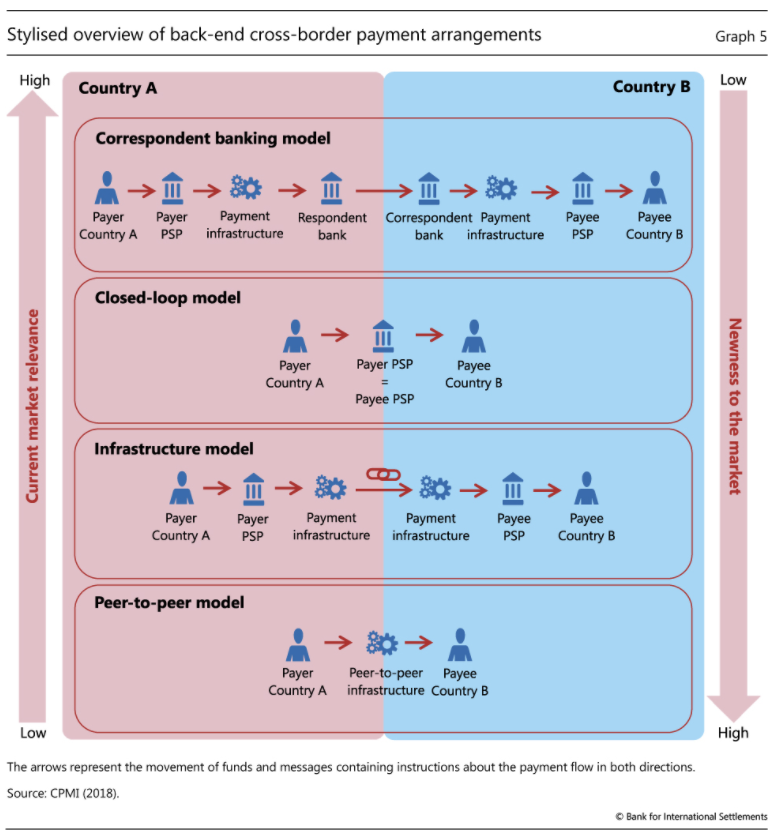 Stylised overview of back-end cross-border payment arrangements
Graph 5
High
Low
Country A
Country B
Correspondent banking model
Payer
Country A
Payer
PSP
Payment
infrastructure
Respondent
bank
Correspondent
bank
Payment
infrastructure
Payee
PSP
Payee
Country B
Closed-loop model
Payer
Country A
Payer PSP
=
Payee PSP
Payee
Country B
Current market relevance
Newness to the market
Infrastructure model
Payer
Country A
Payer
PSP
Payment
infrastructure
Payment
infrastructure
Payee
PSP
Payee
Country B
Peer-to-peer model
Payer
Country A
Peer-to-peer
infrastructure
Payee
Country B
Low
High
The arrows represent the movement of funds and messages containing instructions about the payment flow in both directions.
Source: CPMI (2018).
© Bank for International Settlements